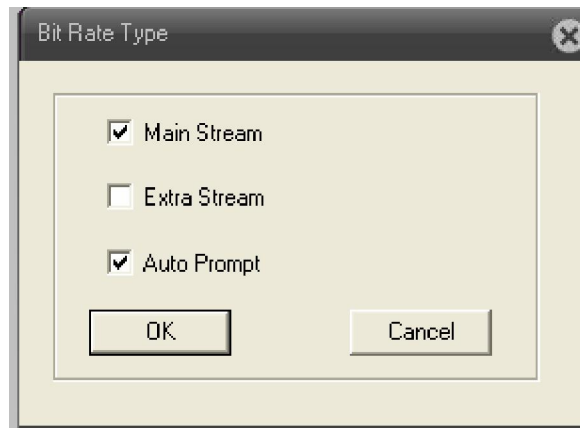 Bit Rate Type
Main Stream
Extra Stream
Auto Prompt
OK
Cancel